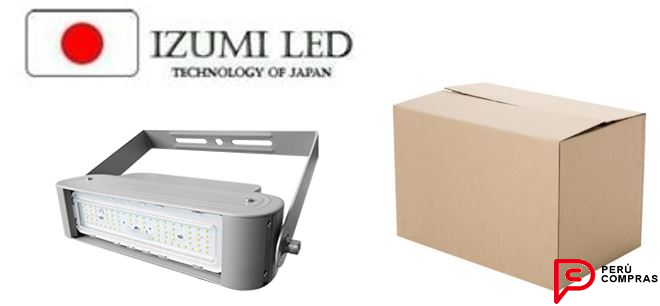 IZUMI LED
TECHNOLOGY OF JAPAN
PERÚ
COMPRAS